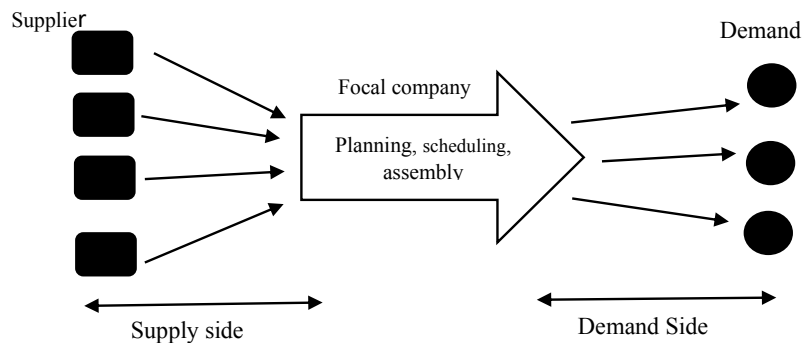 Supplier
Demand
Focal company
Planning, scheduling,
assembly
Supply side
Demand Side